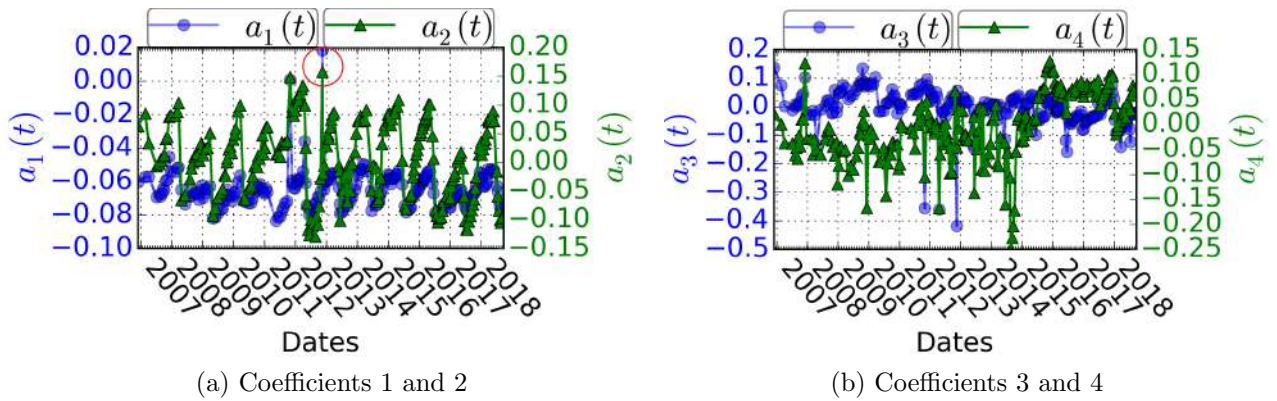 a₁(t) a₂(t)
0.02
0.00
−0.02
−0.04
−0.06
−0.08
−0.10
a₁(t)
0.20
0.15
0.10
0.05
0.00
−0.05
−0.10
−0.15
a₂(t)
2007 2008 2009 2010 2011 2012 2013 2014 2015 2016 2017 2018
Dates
(a) Coefficients 1 and 2
a₃(t) a₄(t)
0.2
0.1
0.0
−0.1
−0.2
−0.3
−0.4
−0.5
a₃(t)
0.15
0.10
0.05
0.00
−0.05
−0.10
−0.15
−0.20
−0.25
a₄(t)
2007 2008 2009 2010 2011 2012 2013 2014 2015 2016 2017 2018
Dates
(b) Coefficients 3 and 4